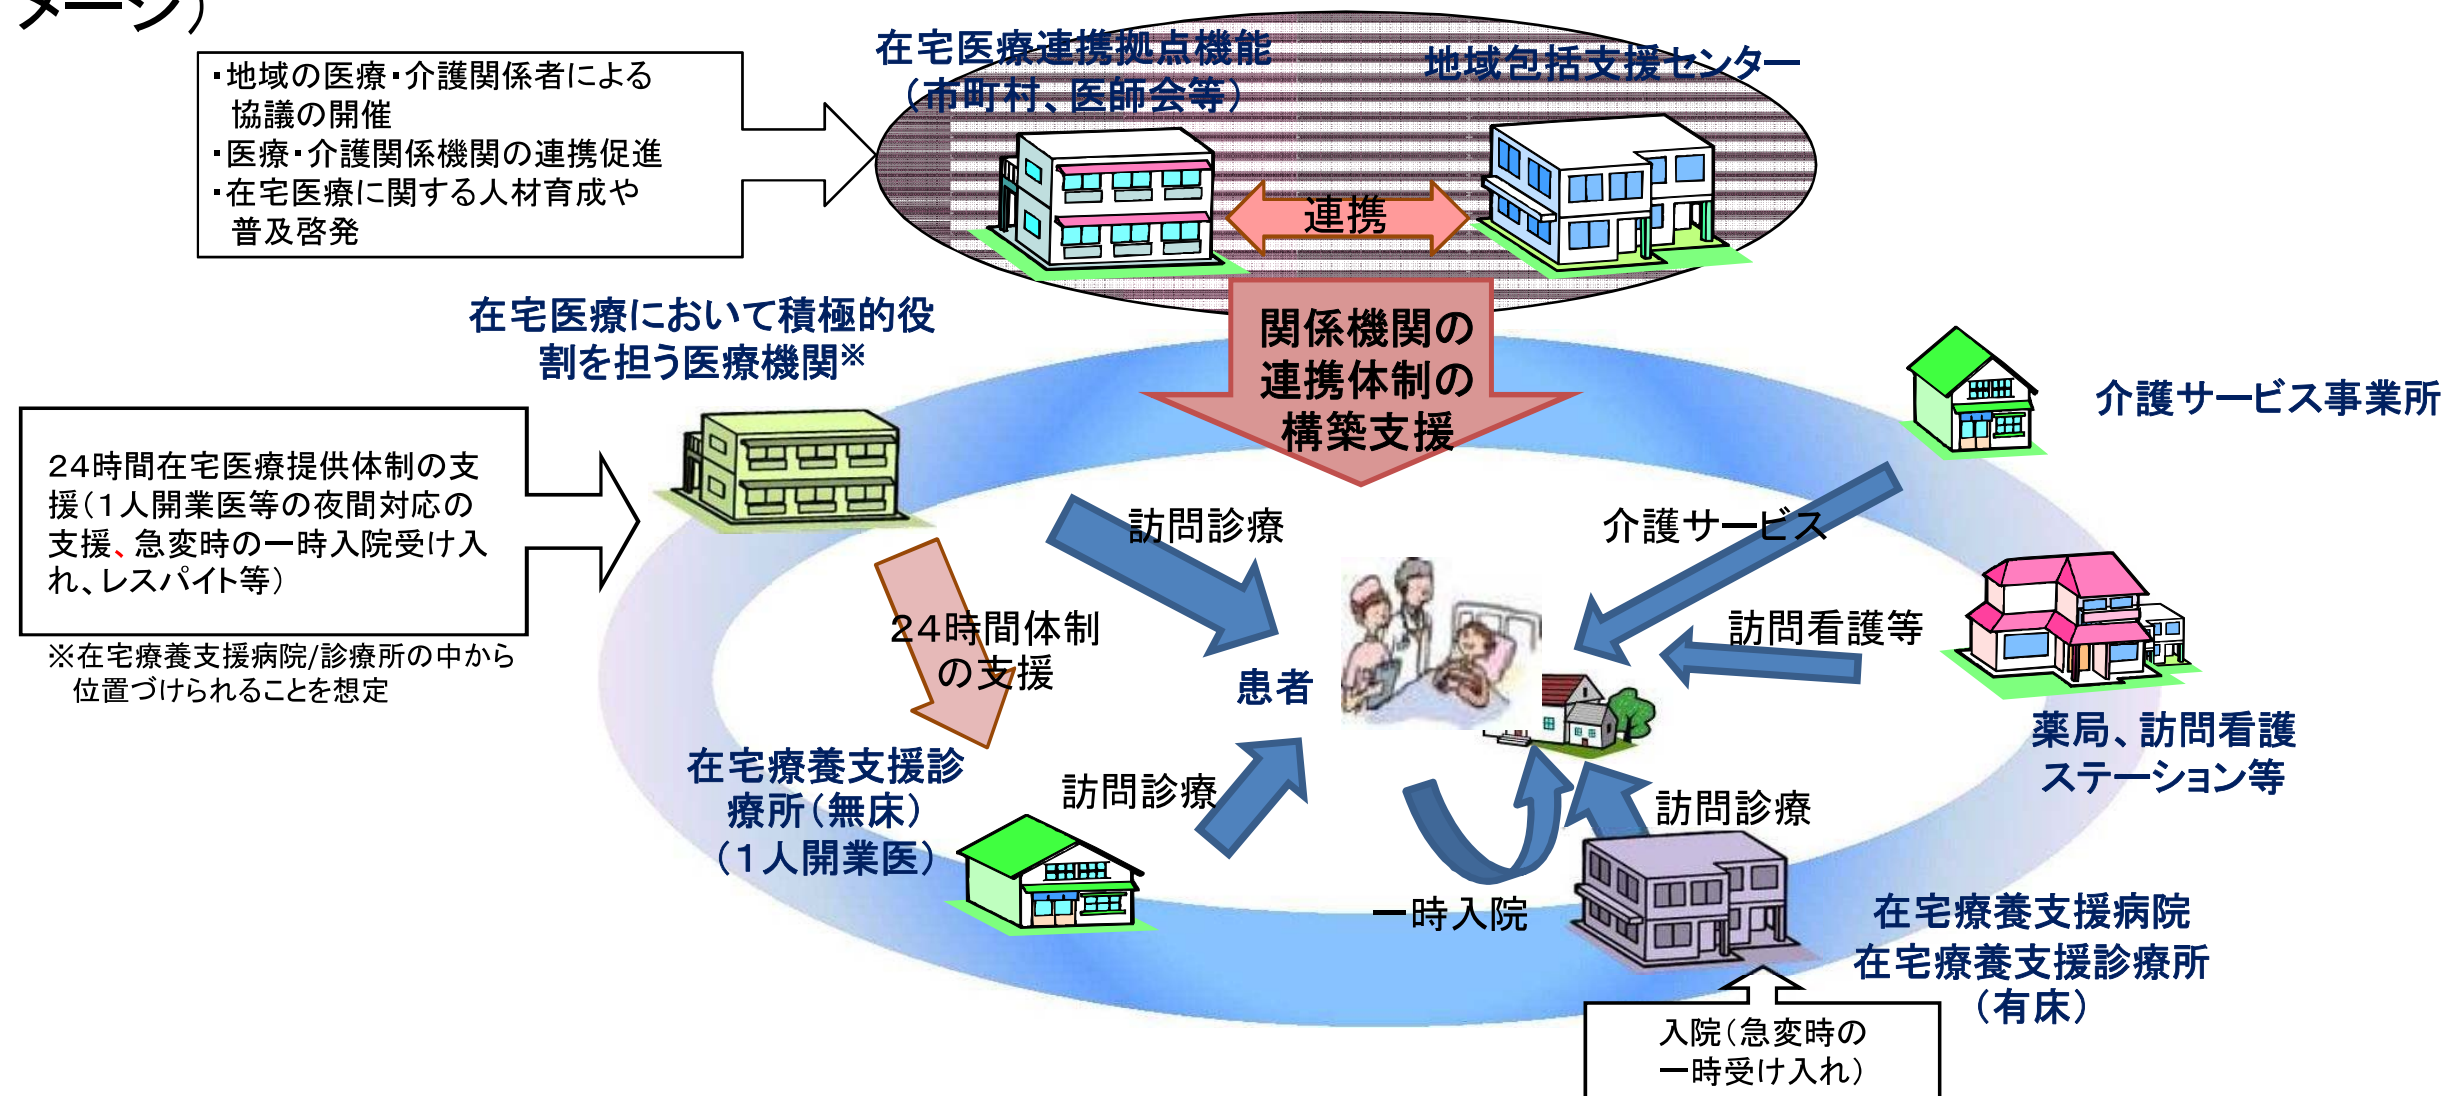 メージ）
在宅医療連携拠点機能
（市町村、医師会等）
地域包括支援センター
・地域の医療・介護関係者による
協議の開催
・医療・介護関係機関の連携促進
・在宅医療に関する人材育成や
普及啓発
連携
関係機関の
連携体制の
構築支援
在宅医療において積極的役
割を担う医療機関※
介護サービス事業所
24時間在宅医療提供体制の支
援（1人開業医等の夜間対応の
支援、急変時の一時入院受け入
れ、レスパイト等）
※在宅療養支援病院/診療所の中から
位置づけられることを想定
訪問診療
介護サービス
24時間体制
の支援
訪問看護等
患者
薬局、訪問看護
ステーション等
在宅療養支援診
療所（無床）
（1人開業医）
訪問診療
訪問診療
一時入院
在宅療養支援病院
在宅療養支援診療所
（有床）
入院（急変時の
一時受け入れ）